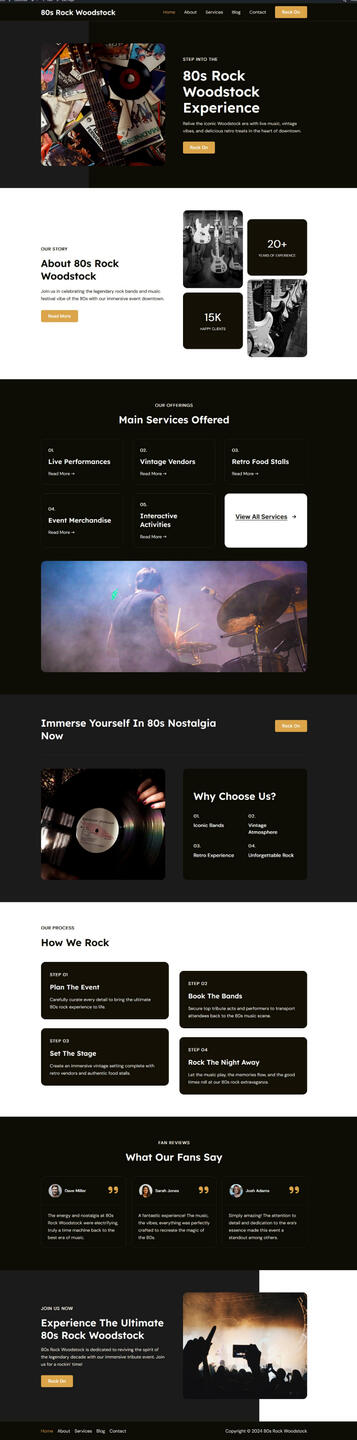 80s Rock Woodstock
Home About Services Blog Contact Rock On
STEP INTO THE
80s Rock
Woodstock
Experience
Relive the iconic Woodstock era with live music, vintage
vibes, and delicious retro treats in the heart of downtown.
Rock On
OUR STORY
About 80s Rock
Woodstock
Join us in celebrating the legendary rock bands and music
festival vibe of the 80s with our immersive event downtown.
Read More
20+
YEARS OF EXPERIENCE
15K
HAPPY CLIENTS
OUR OFFERINGS
Main Services Offered
01.
Live Performances
Read More →
02.
Vintage Vendors
Read More →
03.
Retro Food Stalls
Read More →
04.
Event Merchandise
Read More →
05.
Interactive
Activities
Read More →
View All Services →
Immerse Yourself In 80s Nostalgia
Now
Rock On
Why Choose Us?
01.
Iconic Bands
02.
Vintage
Atmosphere
03.
Retro Experience
04.
Unforgettable Rock
OUR PROCESS
How We Rock
STEP 01
Plan The Event
Carefully curate every detail to bring the ultimate
80s rock experience to life.
STEP 02
Book The Bands
Secure top tribute acts and performers to transport
attendees back to the 80s music scene.
STEP 03
Set The Stage
Create an immersive vintage setting complete with
retro vendors and authentic food stalls.
STEP 04
Rock The Night Away
Let the music play, the memories flow, and the good
times roll at our 80s rock extravaganza.
FAN REVIEWS
What Our Fans Say
Dave Miller
The energy and nostalgia at 80s
Rock Woodstock were electrifying,
truly a time machine back to the
best era of music.
Sarah Jones
A fantastic experience! The music,
the vibes, everything was perfectly
crafted to recreate the magic of
the 80s.
Josh Adams
Simply amazing! The attention to
detail and dedication to the era's
essence made this event a
standout among others.
JOIN US NOW
Experience The Ultimate
80s Rock Woodstock
80s Rock Woodstock is dedicated to reviving the spirit of
the legendary decade with our immersive tribute event. Join
us for a rockin' time!
Rock On
Home About Services Blog Contact
Copyright © 2024 80s Rock Woodstock